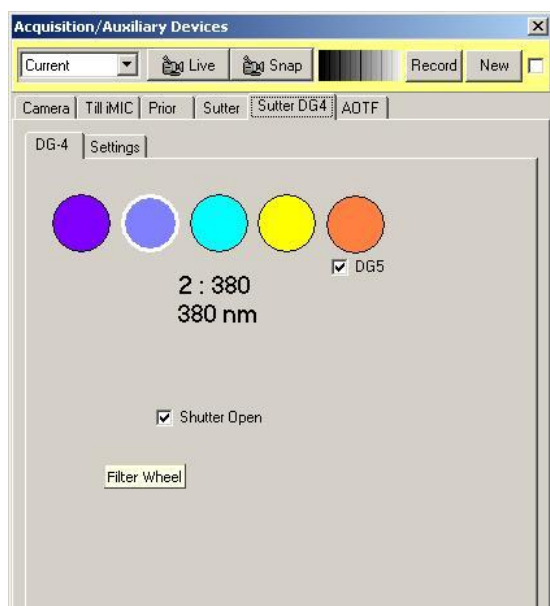 Acquisition/Auxiliary Devices
Current Live Snap Record New
Camera Till iMIC Prior Sutter Sutter DG4 AOTF
DG-4 Settings
DG5
2 : 380
380 nm
Shutter Open
Filter Wheel